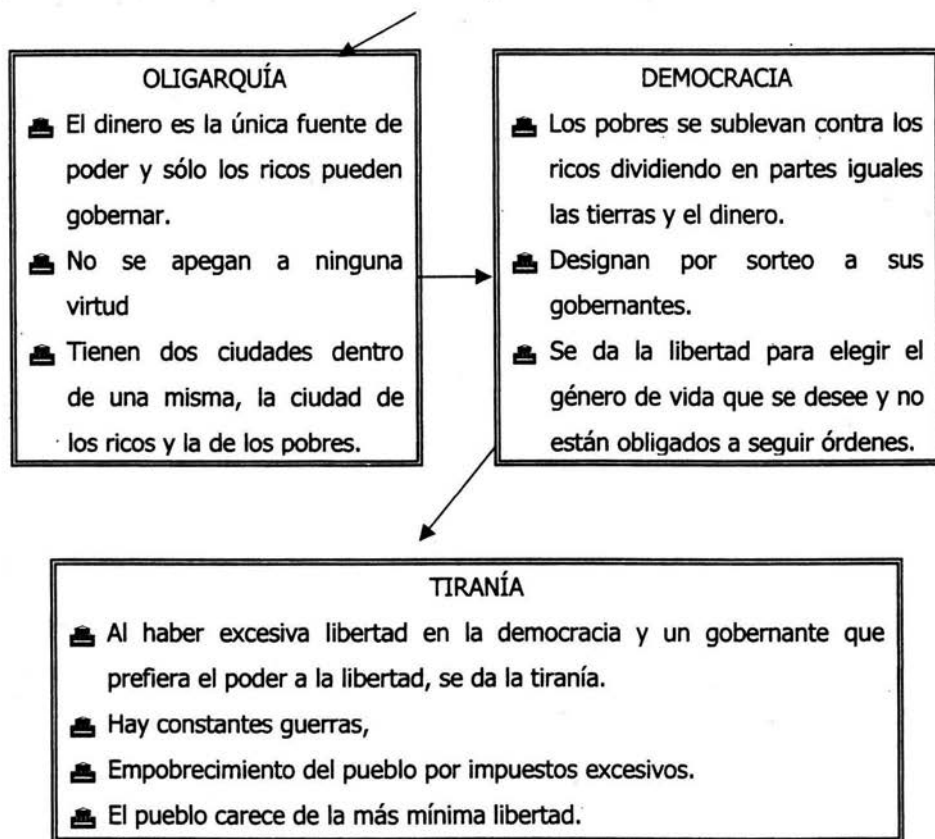 OLIGARQUÍA
El dinero es la única fuente de
poder y sólo los ricos pueden
gobernar.
No se apegan a ninguna
virtud
Tienen dos ciudades dentro
de una misma, la ciudad de
los ricos y la de los pobres.
DEMOCRACIA
Los pobres se sublevan contra los
ricos dividiendo en partes iguales
las tierras y el dinero.
Designan por sorteo a sus
gobernantes.
Se da la libertad para elegir el
género de vida que se desee y no
están obligados a seguir órdenes.
TIRANÍA
Al haber excesiva libertad en la democracia y un gobernante que
prefiera el poder a la libertad, se da la tiranía.
Hay constantes guerras,
Empobrecimiento del pueblo por impuestos excesivos.
El pueblo carece de la más mínima libertad.